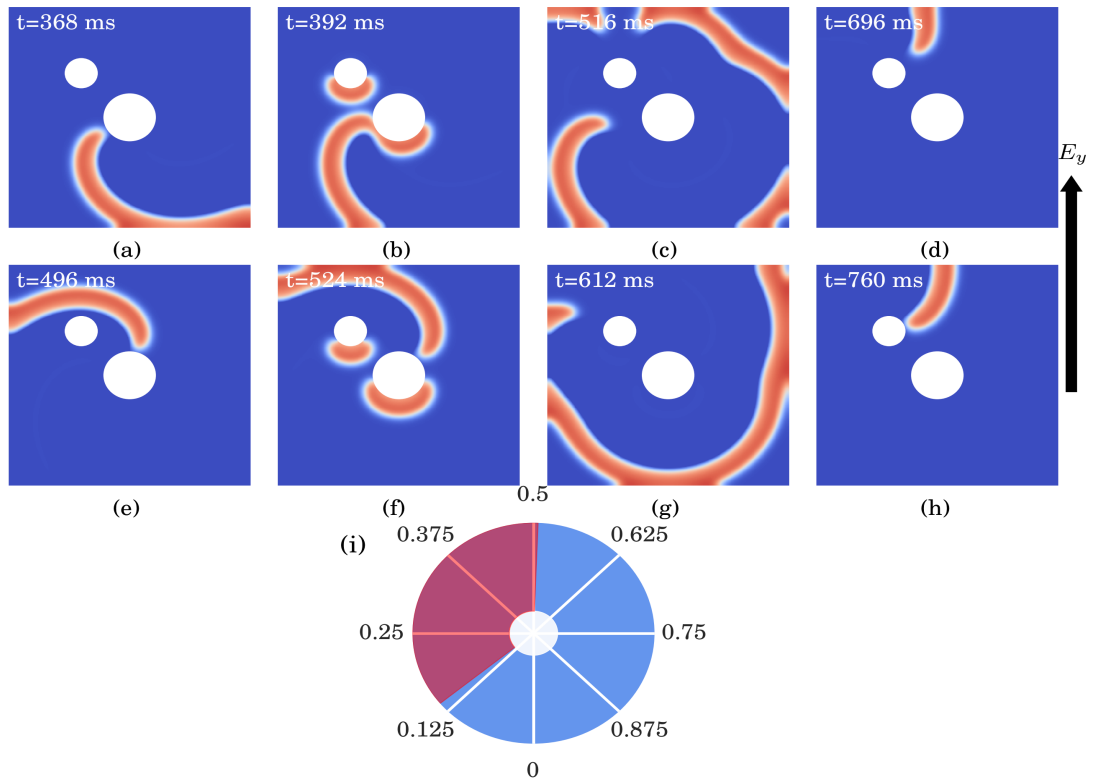 t=368 ms
t=392 ms
t=516 ms
t=696 ms
E_y
(a)
(b)
(c)
(d)
t=496 ms
t=524 ms
t=612 ms
t=760 ms
(e)
(f)
(g)
(h)
0.5
(i)
0.375
0.625
0.25
0.75
0.125
0.875
0